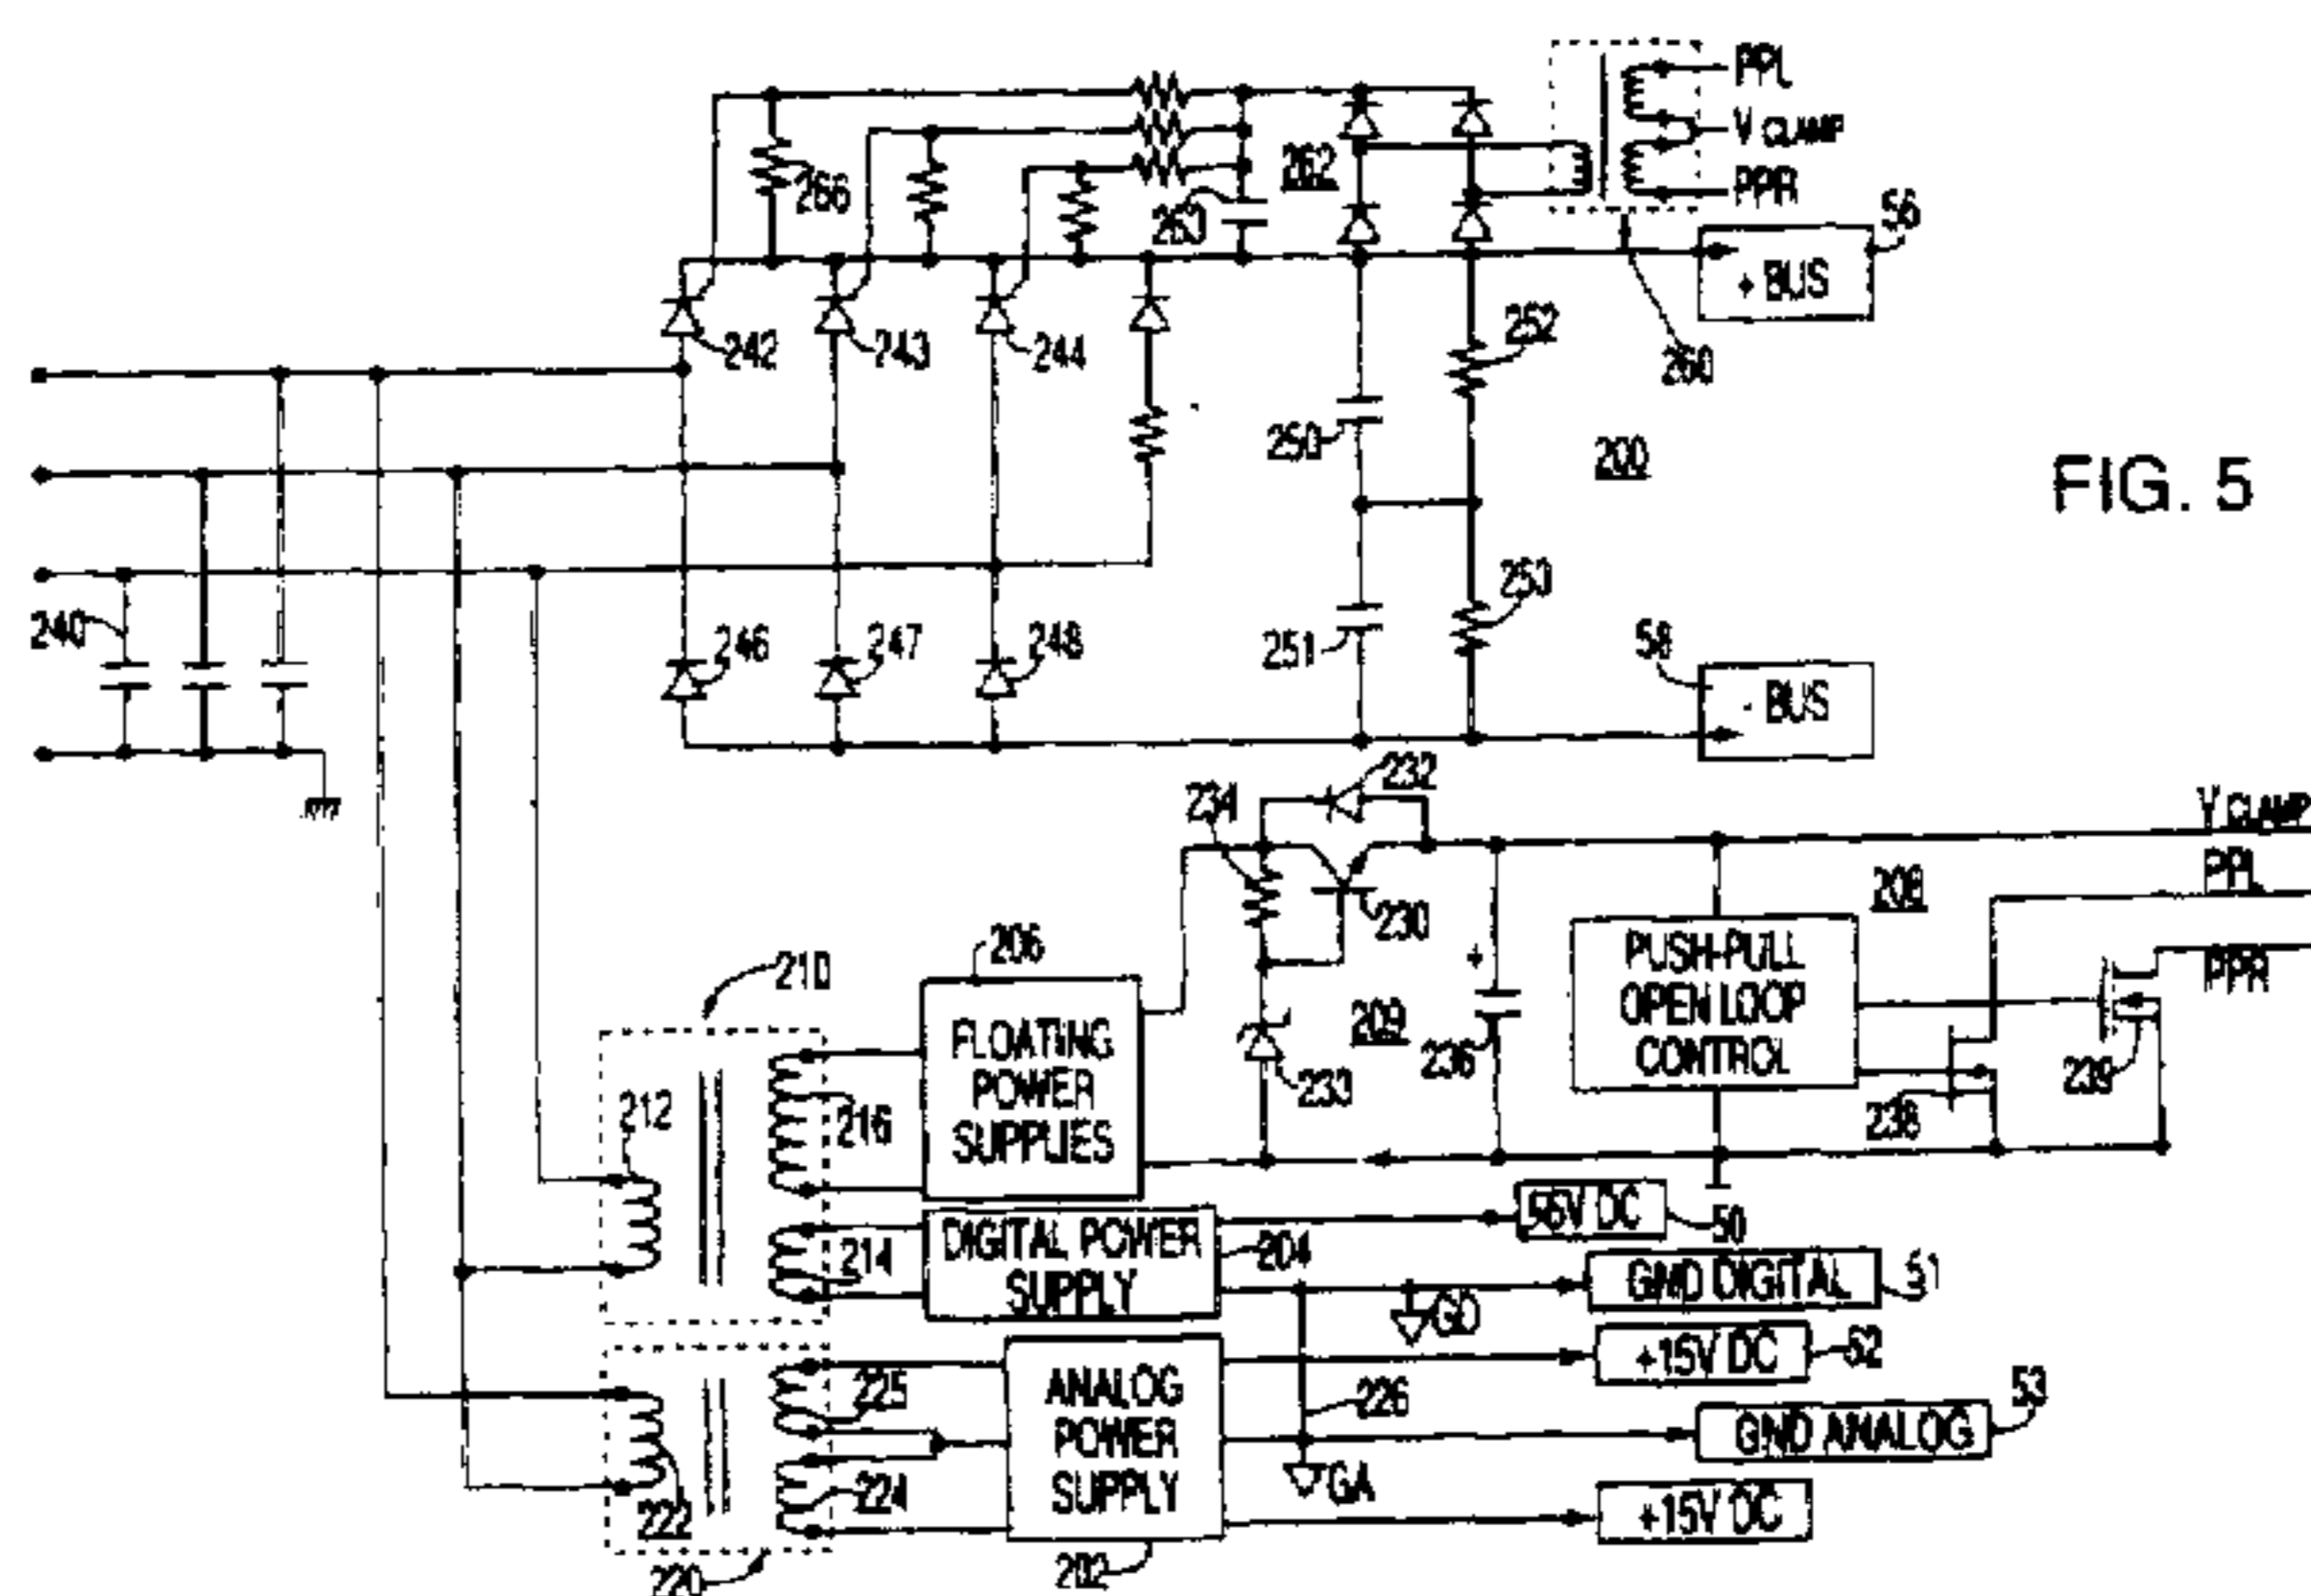 PPL
V CLAMP
PPR
266
262
263
56
+ BUS
242
243
244
252
260
250
200
FIG. 5
240
246
247
248
251
253
58
- BUS
232
234
V CLAMP
PPL
208
230
206
210
PUSH-PULL
OPEN LOOP
CONTROL
PPR
FLOATING
POWER
SUPPLIES
209
236
239
212
216
233
238
55V DC
50
DIGITAL POWER
SUPPLY
214
204
GND DIGITAL
51
GD
+15V DC
52
225
ANALOG
POWER
SUPPLY
226
53
GND ANALOG
224
GA
222
+15V DC
220
202